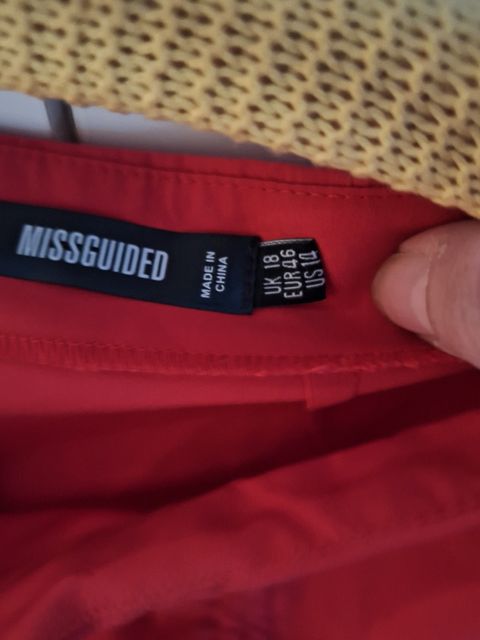 MISSGUIDED
MADE IN
CHINA
UK 18
EUR 46
US 14